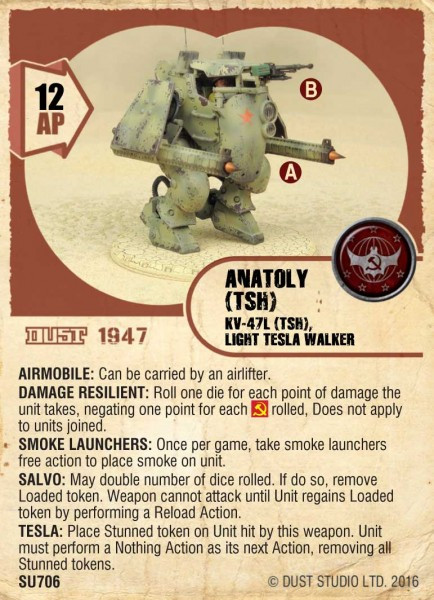 12
AP
B
A
ANATOLY
(TSH)
KV-47L (TSH),
LIGHT TESLA WALKER
DUST 1947
AIRMOBILE: Can be carried by an airlifter.
DAMAGE RESILIENT: Roll one die for each point of damage the
unit takes, negating one point for each rolled, Does not apply
to units joined.
SMOKE LAUNCHERS: Once per game, take smoke launchers
free action to place smoke on unit.
SALVO: May double number of dice rolled. If do so, remove
Loaded token. Weapon cannot attack until Unit regains Loaded
token by performing a Reload Action.
TESLA: Place Stunned token on Unit hit by this weapon. Unit
must perform a Nothing Action as its next Action, removing all
Stunned tokens.
SU706 © DUST STUDIO LTD. 2016